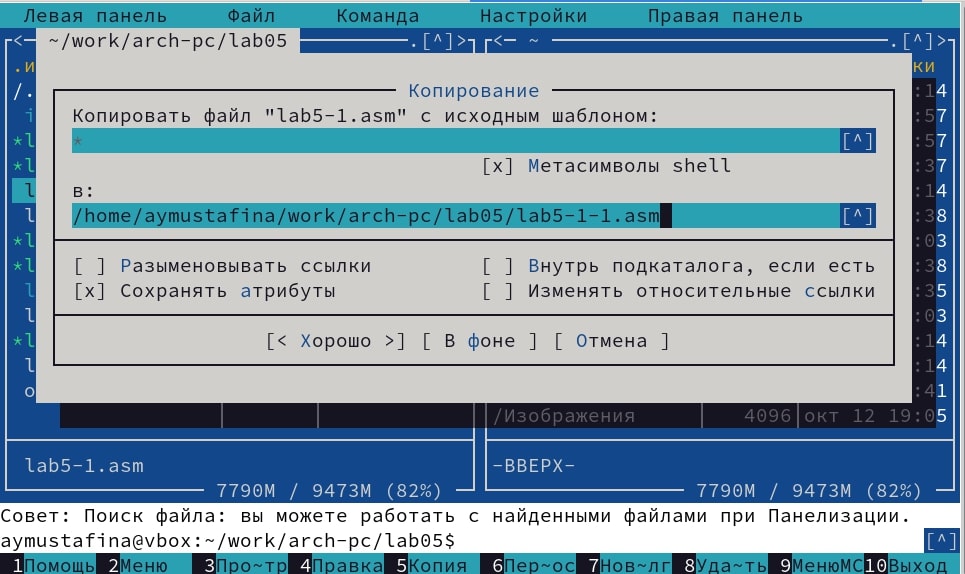 Левая панель Файл Команда Настройки Правая панель
<─ ~/work/arch-pc/lab05 .[^]> <─ ~ .[^]>
.и ки
/. :14
:57
*l :57
*l :37
l :14
l :38
*l :03
*l :38
l :35
l :03
*l :14
l :14
o :41
Копирование
Копировать файл "lab5-1.asm" с исходным шаблоном:
* [^]
[x] Метасимволы shell
в:
/home/aymustafina/work/arch-pc/lab05/lab5-1-1.asm [^]
[ ] Разыменовывать ссылки [ ] Внутрь подкаталога, если есть
[x] Сохранять атрибуты [ ] Изменять относительные ссылки
[< Хорошо >] [ В фоне ] [ Отмена ]
/Изображения 4096 окт 12 19:05
lab5-1.asm -ВВЕРХ-
7790M / 9473M (82%) 7790M / 9473M (82%)
Совет: Поиск файла: вы можете работать с найденными файлами при Панелизации.
aymustafina@vbox:~/work/arch-pc/lab05$ [^]
1Помощь 2Меню 3Про~тр 4Правка 5Копия 6Пер~ос 7Нов~лг 8Уда~ть 9МенюMC 10Выход